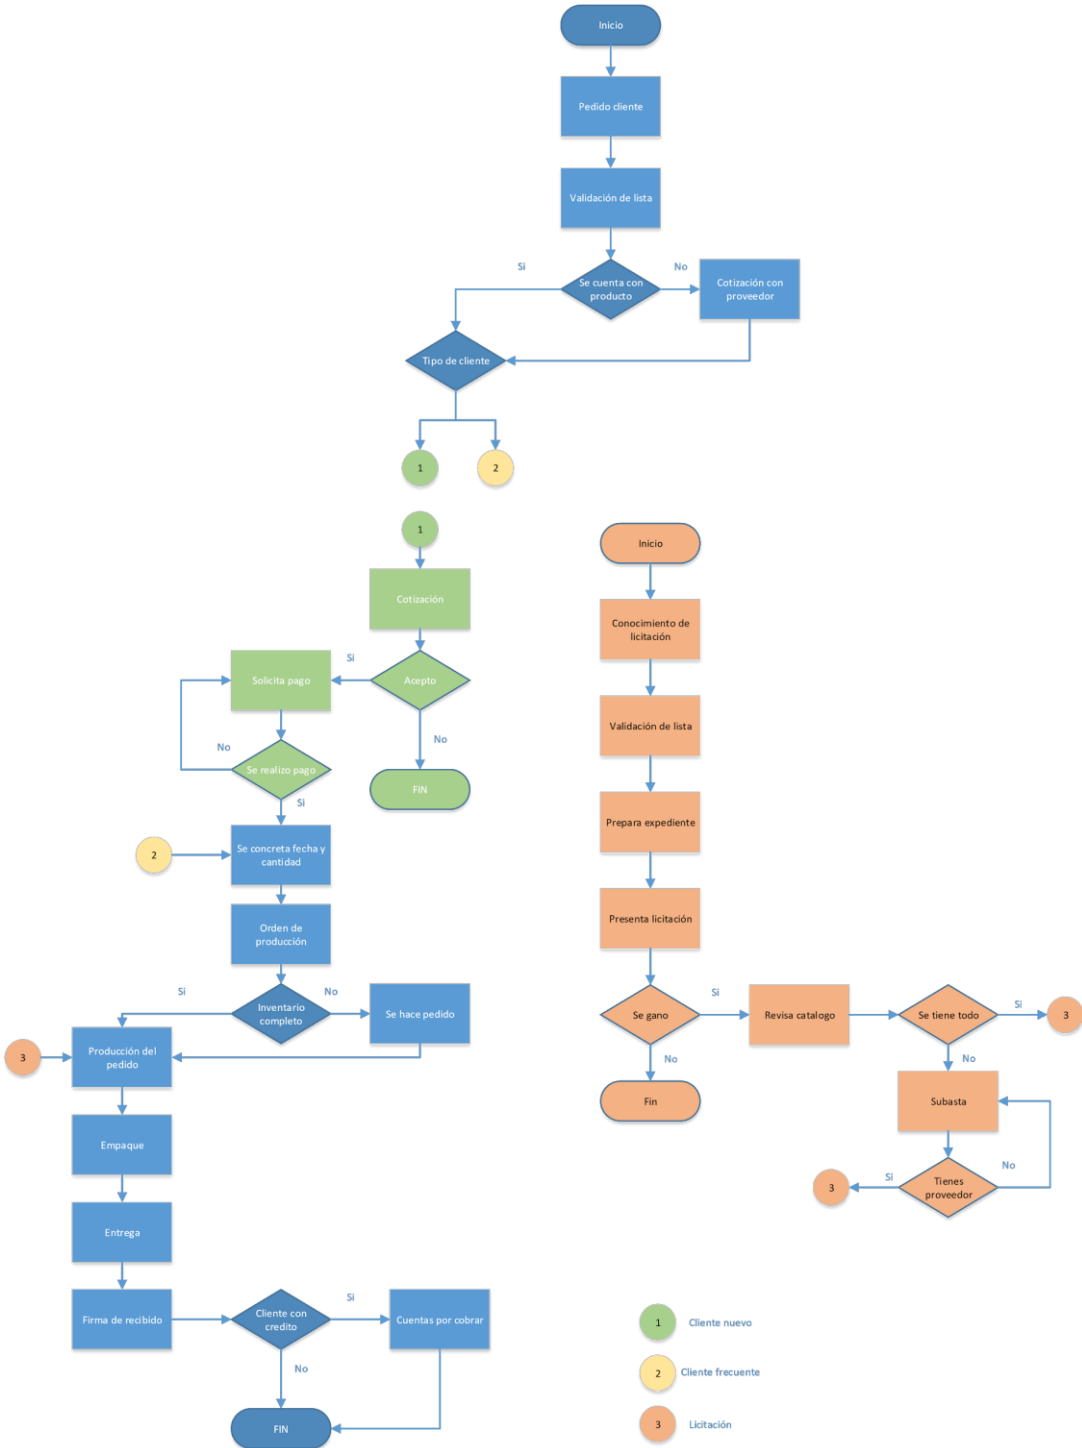 Inicio
Pedido cliente
Validación de lista
Si
No
Se cuenta con
producto
Cotización con
proveedor
Tipo de cliente
1
2
1
Cotización
Si
Solicita pago
Acepto
No
No
Se realizo pago
FIN
Si
2
Se concreta fecha y
cantidad
Orden de
producción
Si
No
Inventario
completo
Se hace pedido
3
Producción del
pedido
Empaque
Entrega
Firma de recibido
Cliente con
credito
Si
Cuentas por cobrar
No
FIN
Inicio
Conocimiento de
licitación
Validación de lista
Prepara expediente
Presenta licitación
Se gano
Si
Revisa catalogo
Se tiene todo
Si
3
No
Fin
No
Subasta
Tienes
proveedor
No
Si
3
1 Cliente nuevo
2 Cliente frecuente
3 Licitación